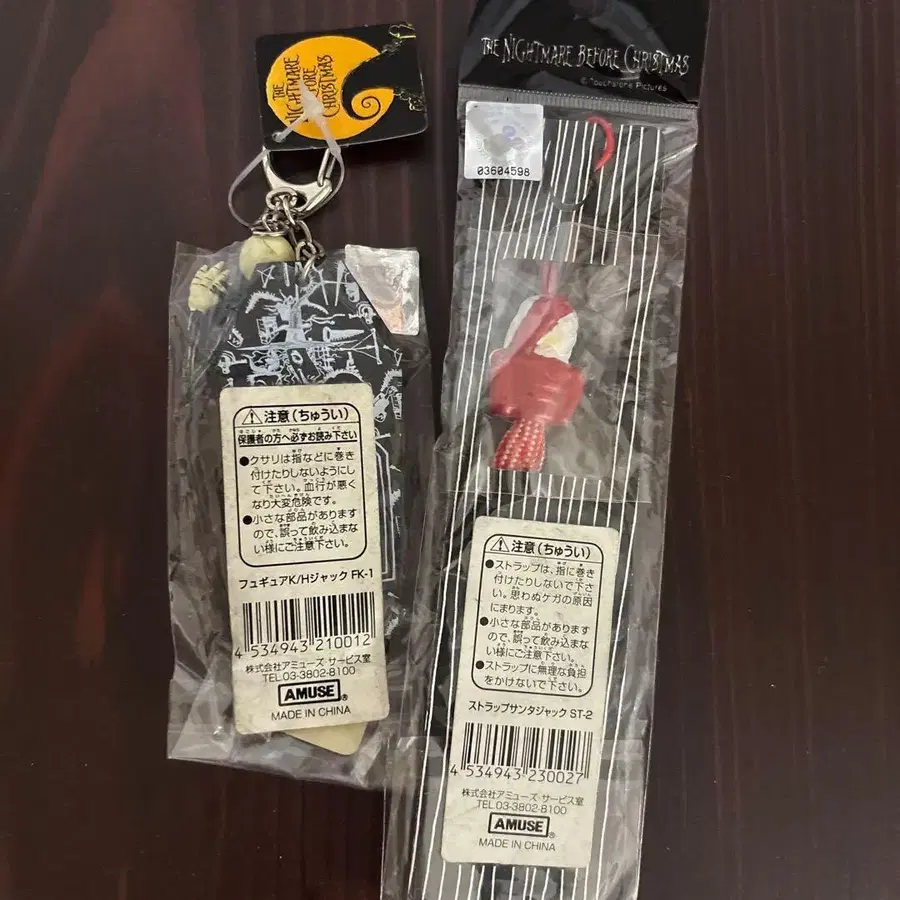 THE
NIGHTMARE
BEFORE
CHRISTMAS
⚠ 注意(ちゅうい)
保護者の方へ必ずお読み下さい
●クサリは指などに巻き
付けたりしないようにし
て下さい。血行が悪く
なり大変危険です。
●小さな部品があります
ので、誤って飲み込まな
い様にご注意下さい。
フュギュアK/Hジャック FK-1
4 534943 210012
株式会社アミューズ・サービス室
TEL.03-3802-8100
AMUSE®
MADE IN CHINA
THE NIGHTMARE BEFORE CHRISTMAS
© Touchstone Pictures
03604598
⚠ 注意(ちゅうい)
●ストラップは、指に巻き
付けたりしないで下さ
い。思わぬケガの原因
にまります。
●小さな部品があります
ので、誤って飲み込まな
い様にご注意下さい。
●ストラップに無理な負担
をかけないで下さい。
ストラップサンタジャック ST-2
4 534943 230027
株式会社アミューズ・サービス室
TEL.03-3802-8100
AMUSE®
MADE IN CHINA